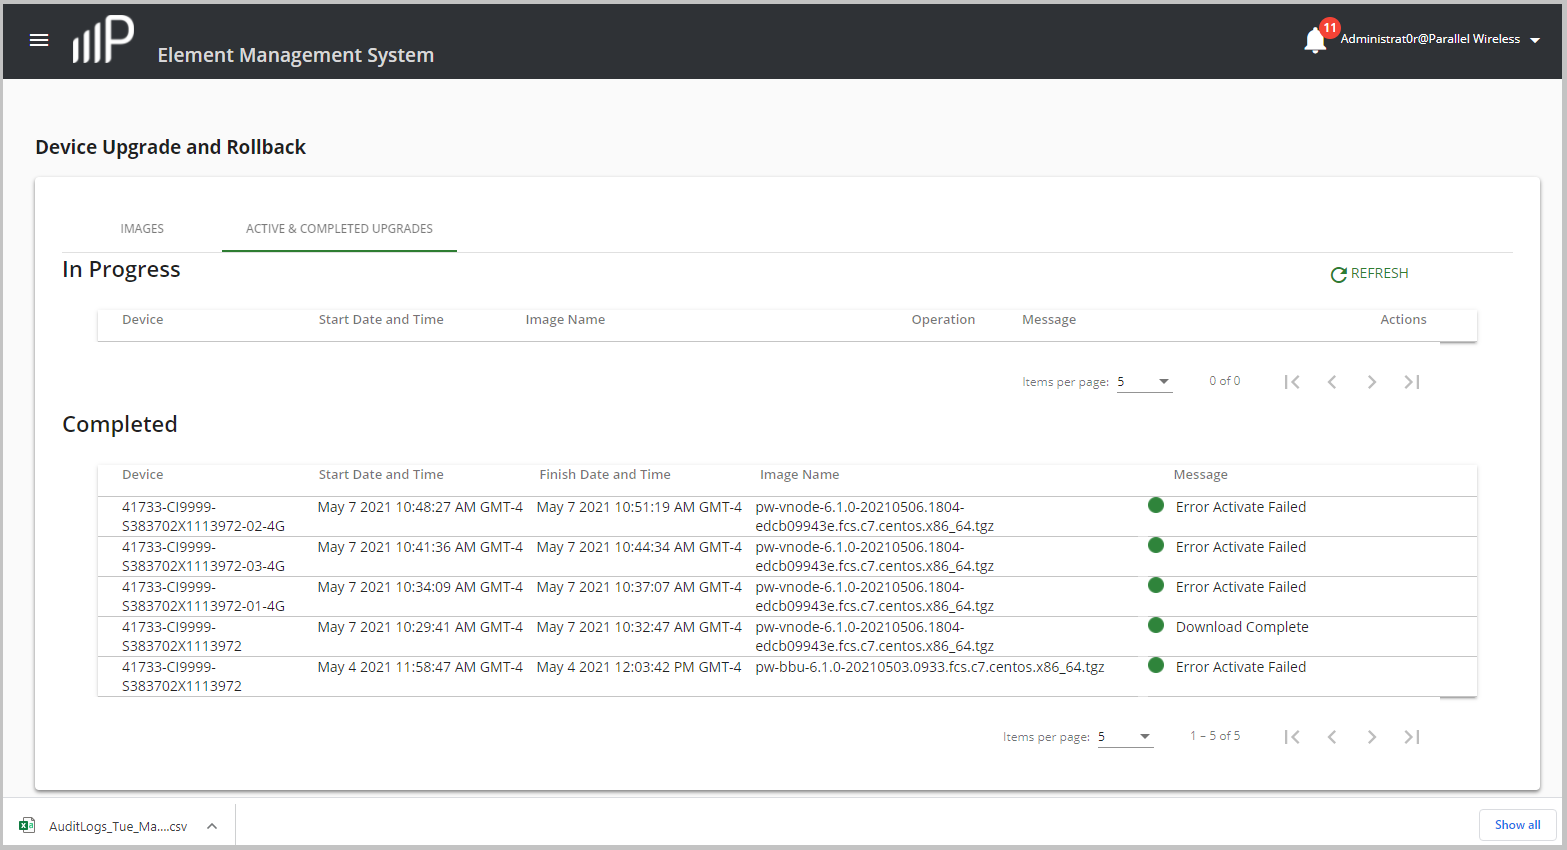 Element Management System
11
Administrat0r@Parallel Wireless
Device Upgrade and Rollback
IMAGES
ACTIVE & COMPLETED UPGRADES
In Progress
REFRESH
Device Start Date and Time Image Name Operation Message Actions
Items per page: 5 0 of 0
Completed
Device Start Date and Time Finish Date and Time Image Name Message
41733-CI9999- May 7 2021 10:48:27 AM GMT-4 May 7 2021 10:51:19 AM GMT-4 pw-vnode-6.1.0-20210506.1804- Error Activate Failed
S383702X1113972-02-4G edcb09943e.fcs.c7.centos.x86_64.tgz
41733-CI9999- May 7 2021 10:41:36 AM GMT-4 May 7 2021 10:44:34 AM GMT-4 pw-vnode-6.1.0-20210506.1804- Error Activate Failed
S383702X1113972-03-4G edcb09943e.fcs.c7.centos.x86_64.tgz
41733-CI9999- May 7 2021 10:34:09 AM GMT-4 May 7 2021 10:37:07 AM GMT-4 pw-vnode-6.1.0-20210506.1804- Error Activate Failed
S383702X1113972-01-4G edcb09943e.fcs.c7.centos.x86_64.tgz
41733-CI9999- May 7 2021 10:29:41 AM GMT-4 May 7 2021 10:32:47 AM GMT-4 pw-vnode-6.1.0-20210506.1804- Download Complete
S383702X1113972 edcb09943e.fcs.c7.centos.x86_64.tgz
41733-CI9999- May 4 2021 11:58:47 AM GMT-4 May 4 2021 12:03:42 PM GMT-4 pw-bbu-6.1.0-20210503.0933.fcs.c7.centos.x86_64.tgz Error Activate Failed
S383702X1113972
Items per page: 5 1 – 5 of 5
AuditLogs_Tue_Ma....csv
Show all